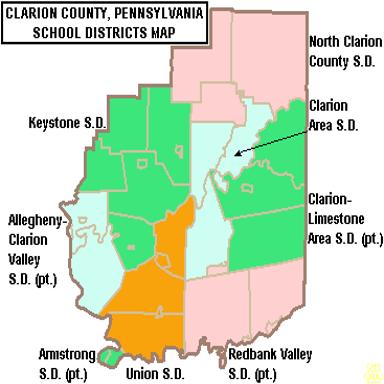 CLARION COUNTY, PENNSYLVANIA
SCHOOL DISTRICTS MAP
North Clarion
County S.D.
Clarion
Area S.D.
Keystone S.D.
Allegheny-
Clarion
Valley
S.D. (pt.)
Clarion-
Limestone
Area S.D. (pt.)
Armstrong
S.D. (pt.)
Union S.D.
Redbank Valley
S.D. (pt.)